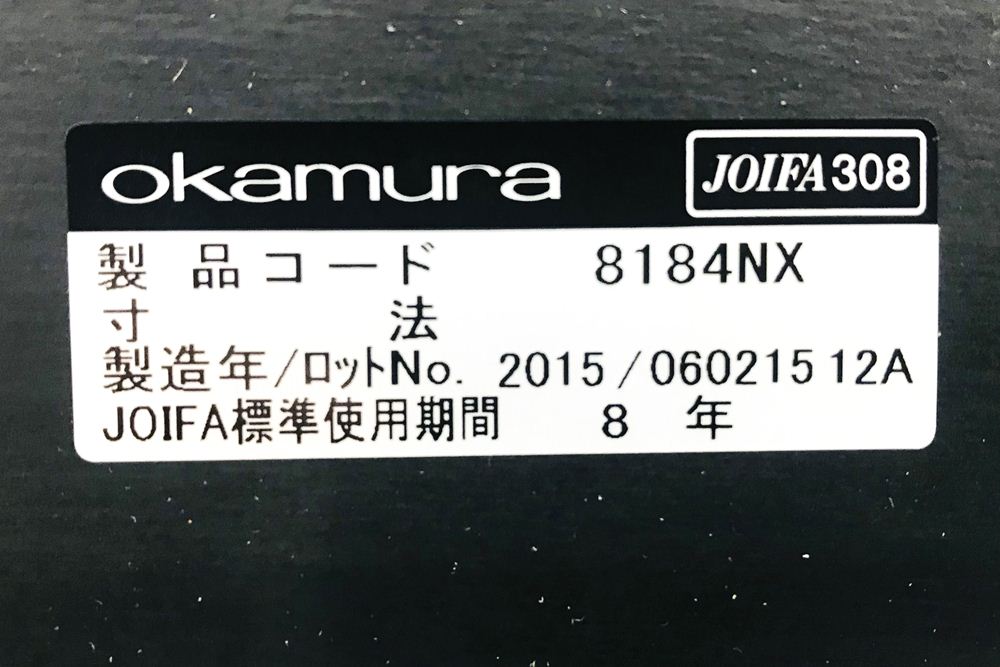 okamura JOIFA308
製品コード 8184NX
寸法
製造年/ロットNo. 2015/06021512A
JOIFA標準使用期間 8年